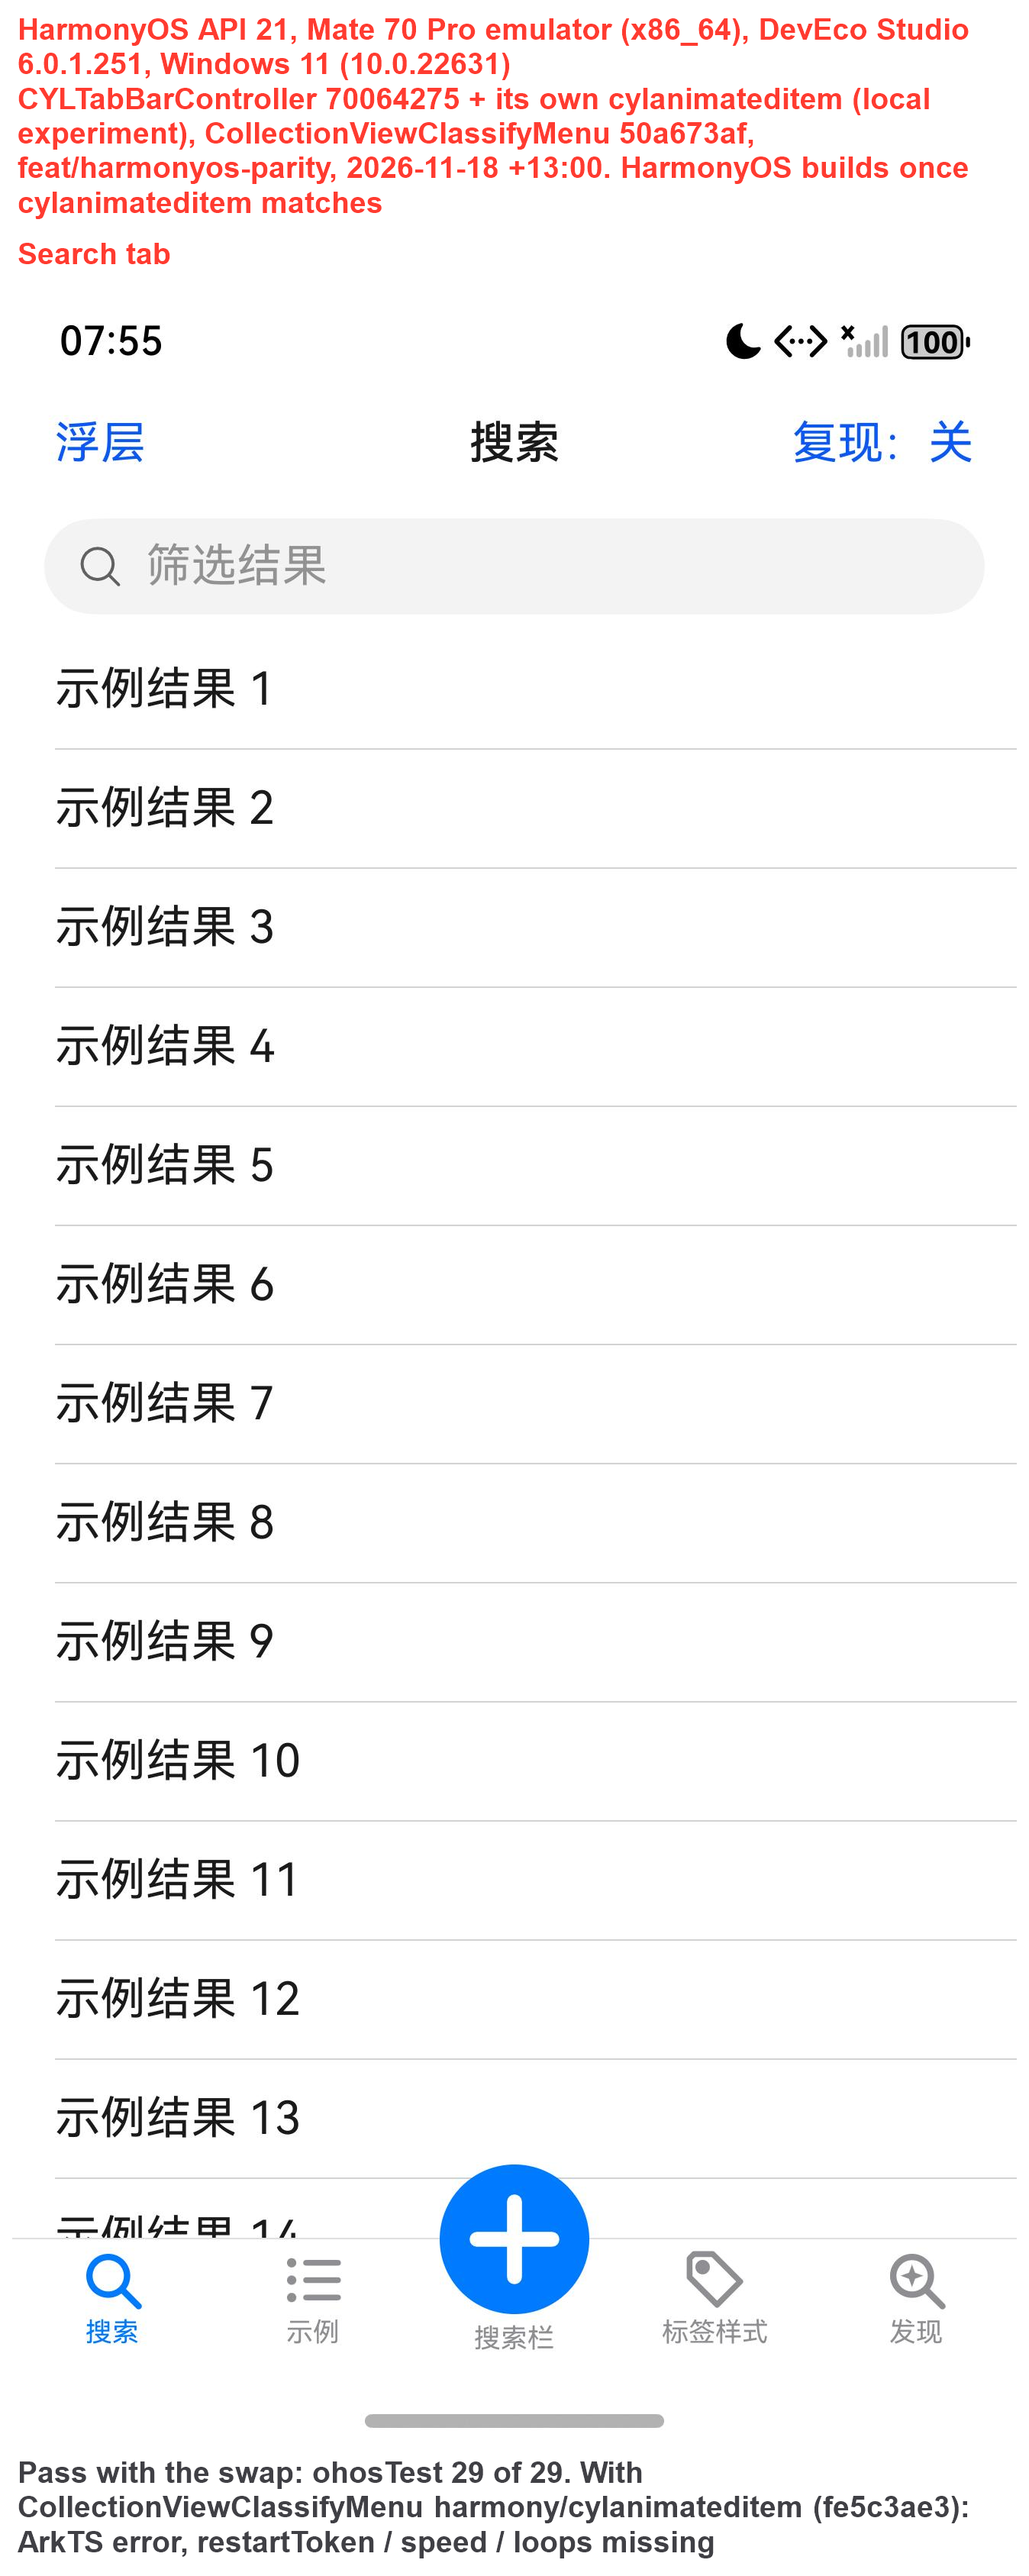 HarmonyOS API 21, Mate 70 Pro emulator (x86_64), DevEco Studio
6.0.1.251, Windows 11 (10.0.22631)
CYLTabBarController 70064275 + its own cylanimateditem (local
experiment), CollectionViewClassifyMenu 50a673af,
feat/harmonyos-parity, 2026-11-18 +13:00. HarmonyOS builds once
cylanimateditem matches
Search tab
07:55
100
浮层
搜索
复现：关
筛选结果
示例结果 1
示例结果 2
示例结果 3
示例结果 4
示例结果 5
示例结果 6
示例结果 7
示例结果 8
示例结果 9
示例结果 10
示例结果 11
示例结果 12
示例结果 13
示例结果 14
搜索
示例
搜索栏
标签样式
发现
Pass with the swap: ohosTest 29 of 29. With
CollectionViewClassifyMenu harmony/cylanimateditem (fe5c3ae3):
ArkTS error, restartToken / speed / loops missing